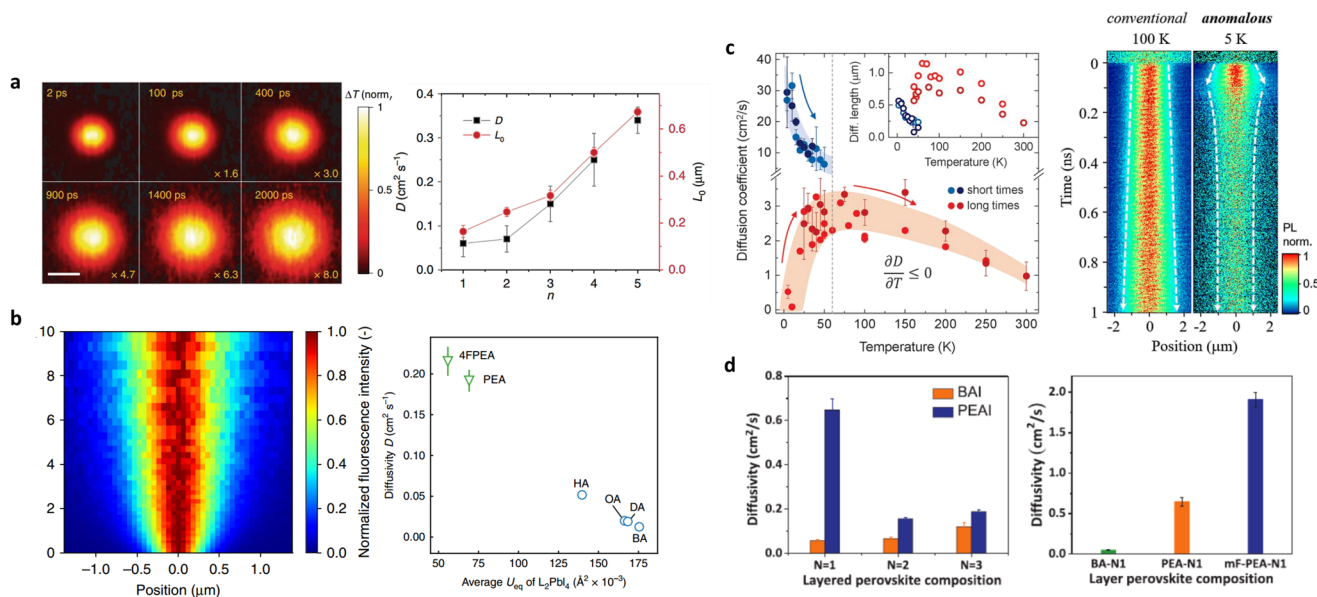 a
2 ps
100 ps
400 ps
× 1.6
× 3.0
900 ps
1400 ps
2000 ps
× 4.7
× 6.3
× 8.0
ΔT (norm.)
1
0.5
0
D (cm² s⁻¹)
0.4
0.3
0.2
0.1
0.0
D
L₀
1 2 3 4 5
n
0.6
0.4
0.2
0.0
L₀ (µm)
b
10
8
6
4
2
0
−1.0 −0.5 0.0 0.5 1.0
Position (µm)
1.0
0.9
0.8
0.7
0.6
0.5
0.4
0.3
0.2
0.1
0.0
Normalized fluorescence intensity (-)
Diffusivity D (cm² s⁻¹)
0.20
0.15
0.10
0.05
0.00
4FPEA
PEA
HA
OA
DA
BA
50 75 100 125 150 175
Average Ueq of L₂PbI₄ (Å² × 10⁻³)
c
Diffusion coefficient (cm²/s)
40
30
20
10
3
2
1
0
Diff. length (µm)
1.0
0.5
0
0 100 200 300
Temperature (K)
short times
long times
∂D/∂T ≤ 0
0 50 100 150 200 250 300
Temperature (K)
conventional
100 K
anomalous
5 K
Time (ns)
0
0.2
0.4
0.6
0.8
1
-2 0 2
-2 0 2
Position (µm)
PL
norm.
1
0.5
0
d
Diffusivity (cm²/s)
0.8
0.6
0.4
0.2
0.0
BAI
PEAI
N=1 N=2 N=3
Layered perovskite composition
Diffusivity (cm²/s)
2.0
1.5
1.0
0.5
0.0
BA-N1 PEA-N1 mF-PEA-N1
Layer perovskite composition